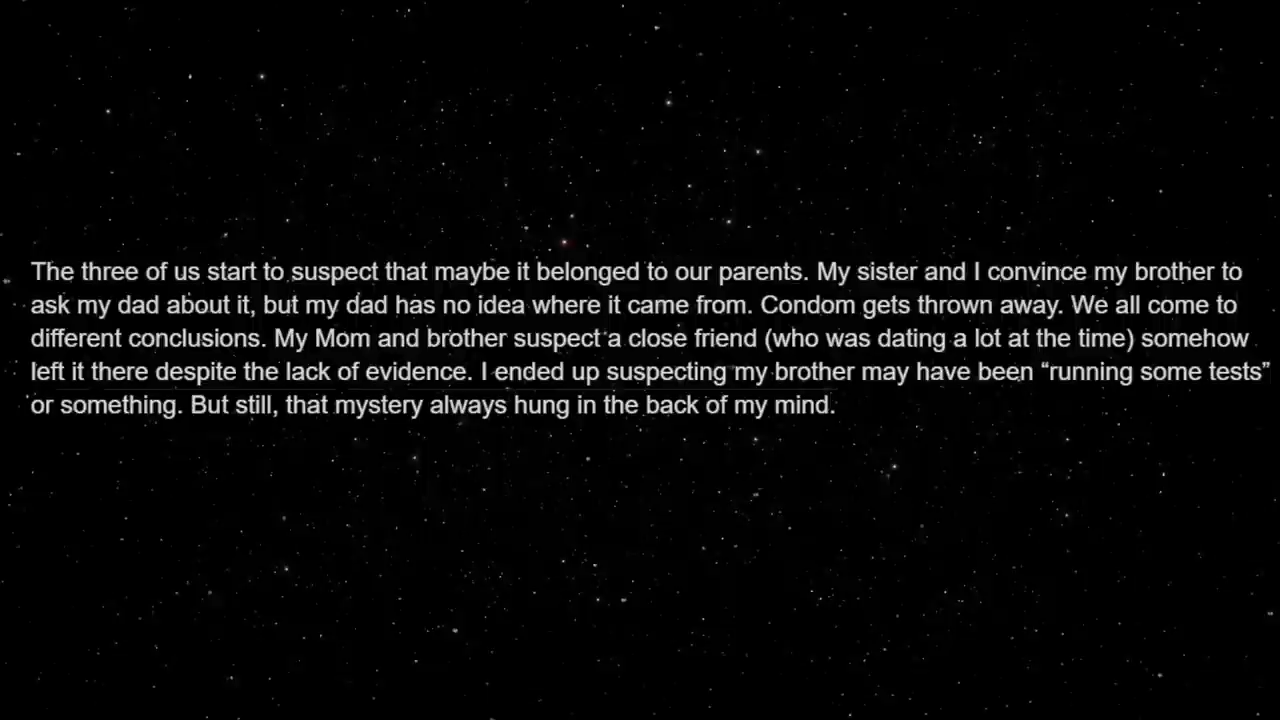 The three of us start to suspect that maybe it belonged to our parents. My sister and I convince my brother to
ask my dad about it, but my dad has no idea where it came from. Condom gets thrown away. We all come to
different conclusions. My Mom and brother suspect a close friend (who was dating a lot at the time) somehow
left it there despite the lack of evidence. I ended up suspecting my brother may have been “running some tests”
or something. But still, that mystery always hung in the back of my mind.